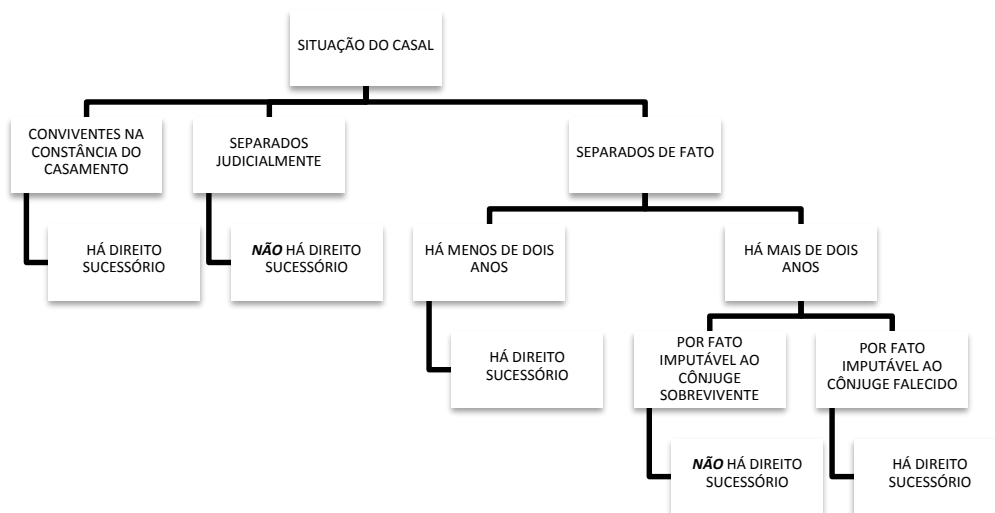 SITUAÇÃO DO CASAL
CONVIVENTES NA
CONSTÂNCIA DO
CASAMENTO
HÁ DIREITO
SUCESSÓRIO
SEPARADOS
JUDICIALMENTE
NÃO HÁ DIREITO
SUCESSÓRIO
SEPARADOS DE FATO
HÁ MENOS DE DOIS
ANOS
HÁ DIREITO
SUCESSÓRIO
HÁ MAIS DE DOIS
ANOS
POR FATO
IMPUTÁVEL AO
CÔNJUGE
SOBREVIVENTE
NÃO HÁ DIREITO
SUCESSÓRIO
POR FATO
IMPUTÁVEL AO
CÔNJUGE FALECIDO
HÁ DIREITO
SUCESSÓRIO